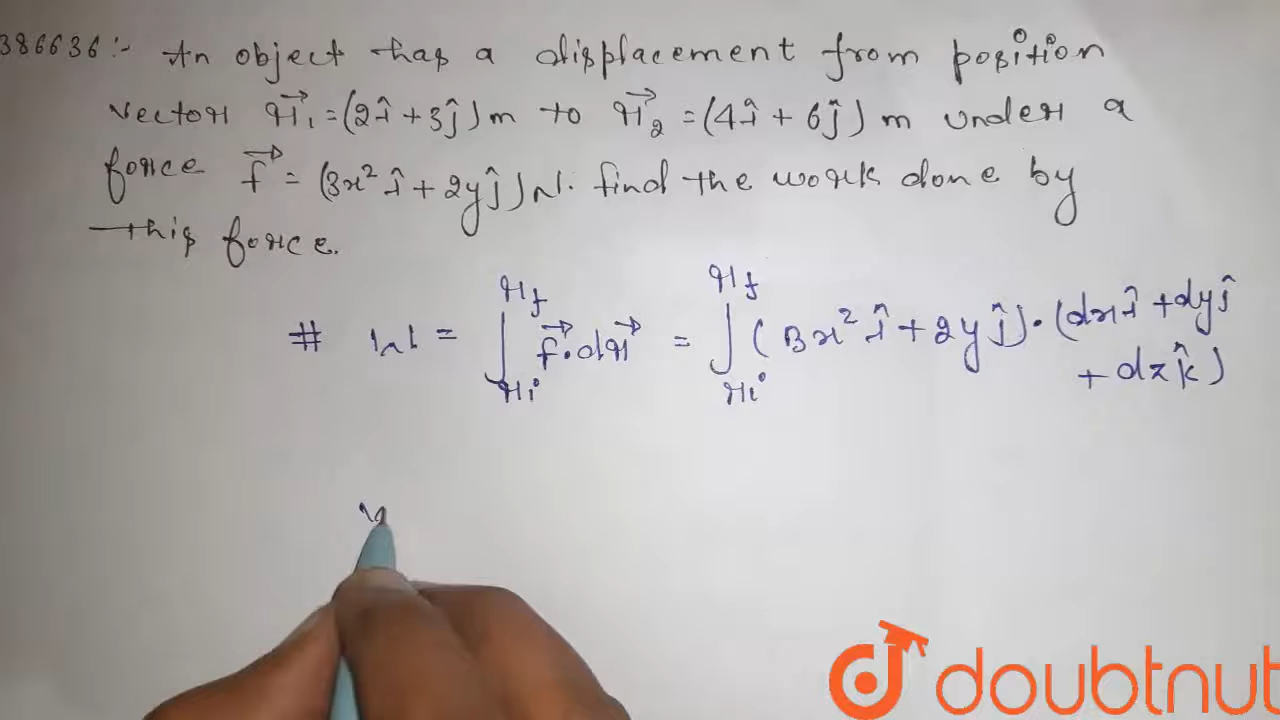 386636:- An object has a displacement from position
vector r⃗₁ = (2î + 3ĵ) m to r⃗₂ = (4î + 6ĵ) m under a
force f⃗ = (3x² î + 2y ĵ) N. find the work done by
this force.
# W = ∫ f⃗ · dr⃗ = ∫ (3x² î + 2y ĵ) · (dx î + dy ĵ
rf rf
ri ri
+ dz k̂)
doubtnut